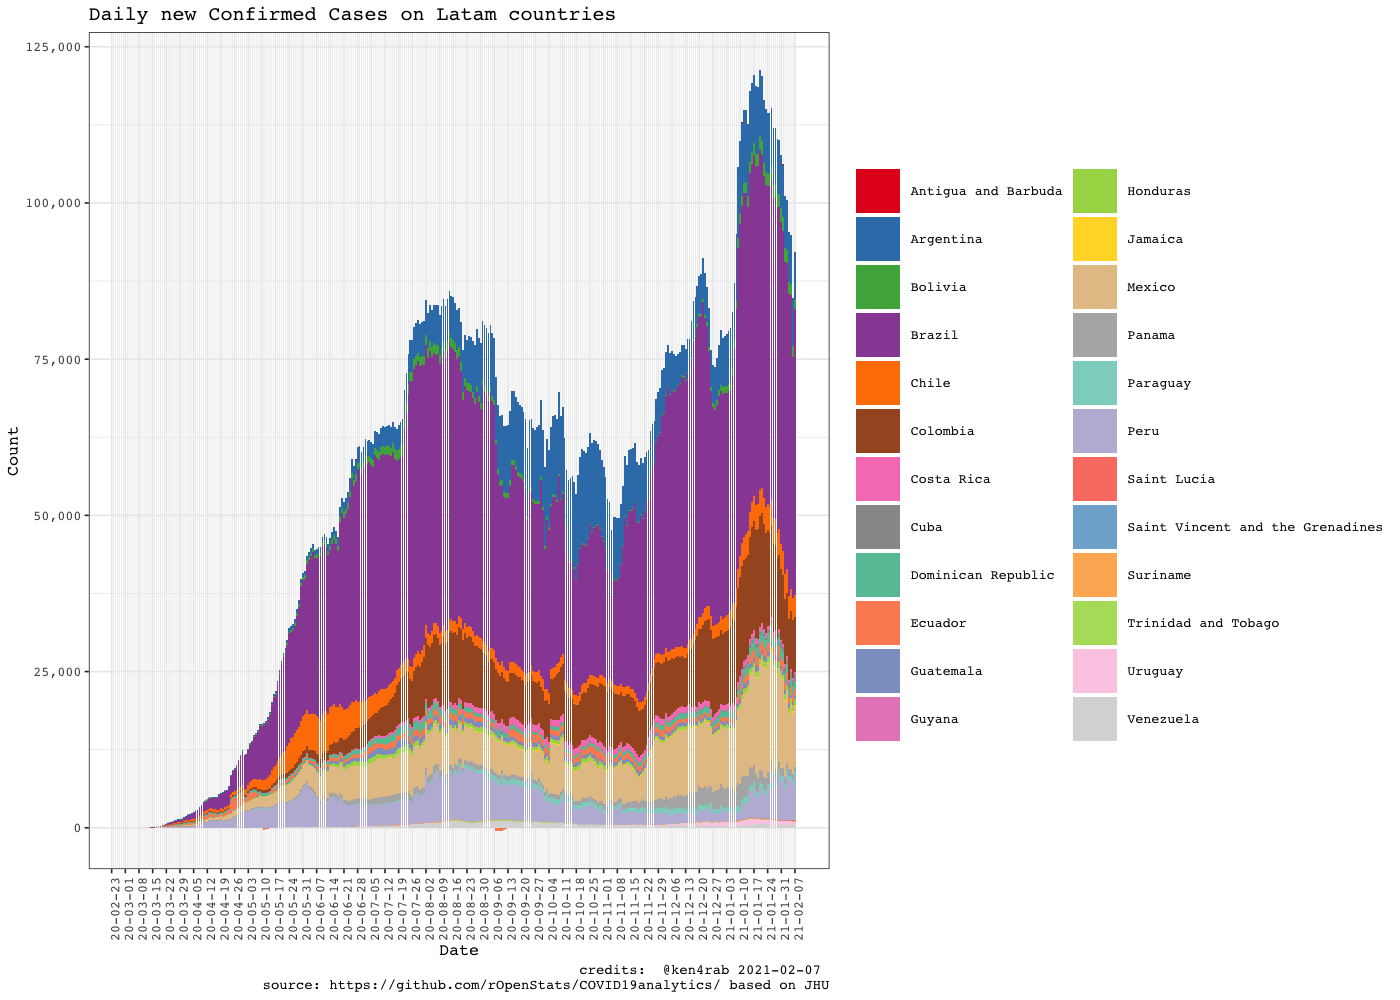 Daily new Confirmed Cases on Latam countries
125,000
100,000
75,000
50,000
25,000
0
Count
20-02-23
20-03-01
20-03-08
20-03-15
20-03-22
20-03-29
20-04-05
20-04-12
20-04-19
20-04-26
20-05-03
20-05-10
20-05-17
20-05-24
20-05-31
20-06-07
20-06-14
20-06-21
20-06-28
20-07-05
20-07-12
20-07-19
20-07-26
20-08-02
20-08-09
20-08-16
20-08-23
20-08-30
20-09-06
20-09-13
20-09-20
20-09-27
20-10-04
20-10-11
20-10-18
20-10-25
20-11-01
20-11-08
20-11-15
20-11-22
20-11-29
20-12-06
20-12-13
20-12-20
20-12-27
21-01-03
21-01-10
21-01-17
21-01-24
21-01-31
21-02-07
Date
Antigua and Barbuda
Argentina
Bolivia
Brazil
Chile
Colombia
Costa Rica
Cuba
Dominican Republic
Ecuador
Guatemala
Guyana
Honduras
Jamaica
Mexico
Panama
Paraguay
Peru
Saint Lucia
Saint Vincent and the Grenadines
Suriname
Trinidad and Tobago
Uruguay
Venezuela
credits:  @ken4rab 2021-02-07
source: https://github.com/rOpenStats/COVID19analytics/ based on JHU